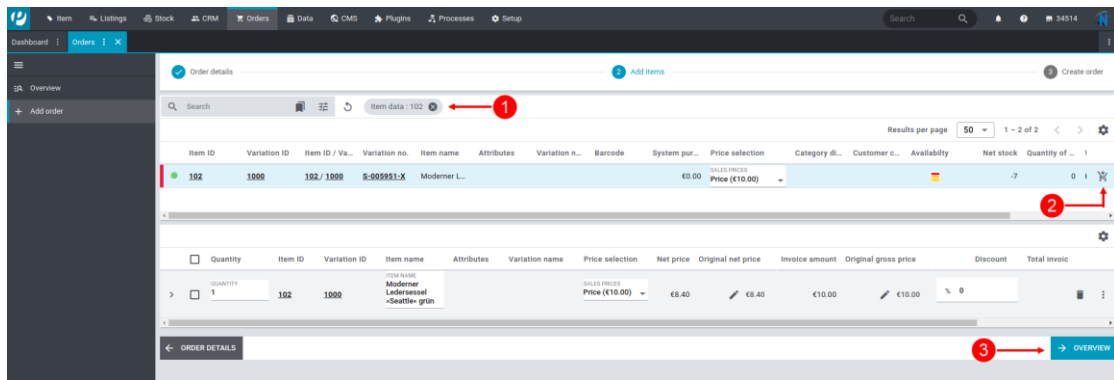 Item Listings Stock CRM Orders Data CMS Plugins Processes Setup Search 34514
Dashboard Orders
Order details 2 Add items 3 Create order
Overview
Add order
Search Item data : 102 1
Results per page 50 1 – 2 of 2
Item ID Variation ID Item ID / Va... Variation no. Item name Attributes Variation n... Barcode System pur... Price selection Category di... Customer c... Availabilty Net stock Quantity of ...
SALES PRICES
102 1000 102 / 1000 S-005951-X Moderner L... €0.00 Price (€10.00) -7 0
2
Quantity Item ID Variation ID Item name Attributes Variation name Price selection Net price Original net price Invoice amount Original gross price Discount Total invoic
ITEM NAME
QUANTITY Moderner SALES PRICES
1 102 1000 Ledersessel Price (€10.00) €8.40 €8.40 €10.00 €10.00 % 0
»Seattle« grün
ORDER DETAILS 3 OVERVIEW